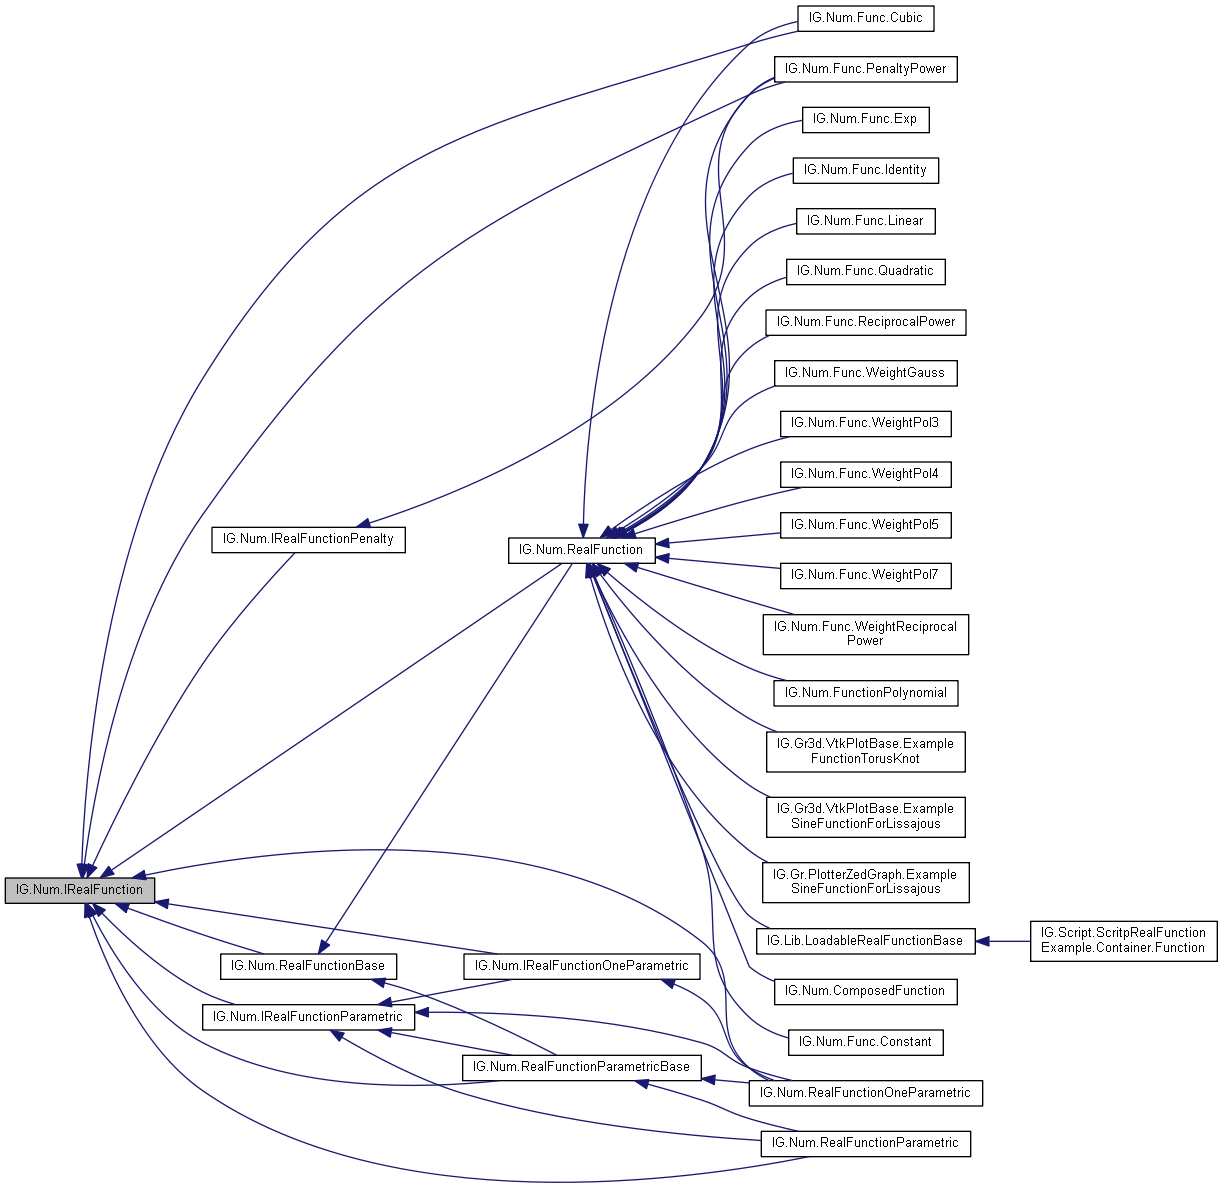 IG.Num.Func.Cubic
IG.Num.Func.PenaltyPower
IG.Num.Func.Exp
IG.Num.Func.Identity
IG.Num.Func.Linear
IG.Num.Func.Quadratic
IG.Num.Func.ReciprocalPower
IG.Num.Func.WeightGauss
IG.Num.Func.WeightPol3
IG.Num.Func.WeightPol4
IG.Num.Func.WeightPol5
IG.Num.IRealFunctionPenalty
IG.Num.RealFunction
IG.Num.Func.WeightPol7
IG.Num.Func.WeightReciprocal
Power
IG.Num.FunctionPolynomial
IG.Gr3d.VtkPlotBase.Example
FunctionTorusKnot
IG.Gr3d.VtkPlotBase.Example
SineFunctionForLissajous
IG.Gr.PlotterZedGraph.Example
SineFunctionForLissajous
IG.Num.IRealFunction
IG.Lib.LoadableRealFunctionBase
IG.Script.ScritpRealFunction
Example.Container.Function
IG.Num.RealFunctionBase
IG.Num.IRealFunctionOneParametric
IG.Num.ComposedFunction
IG.Num.IRealFunctionParametric
IG.Num.Func.Constant
IG.Num.RealFunctionParametricBase
IG.Num.RealFunctionOneParametric
IG.Num.RealFunctionParametric